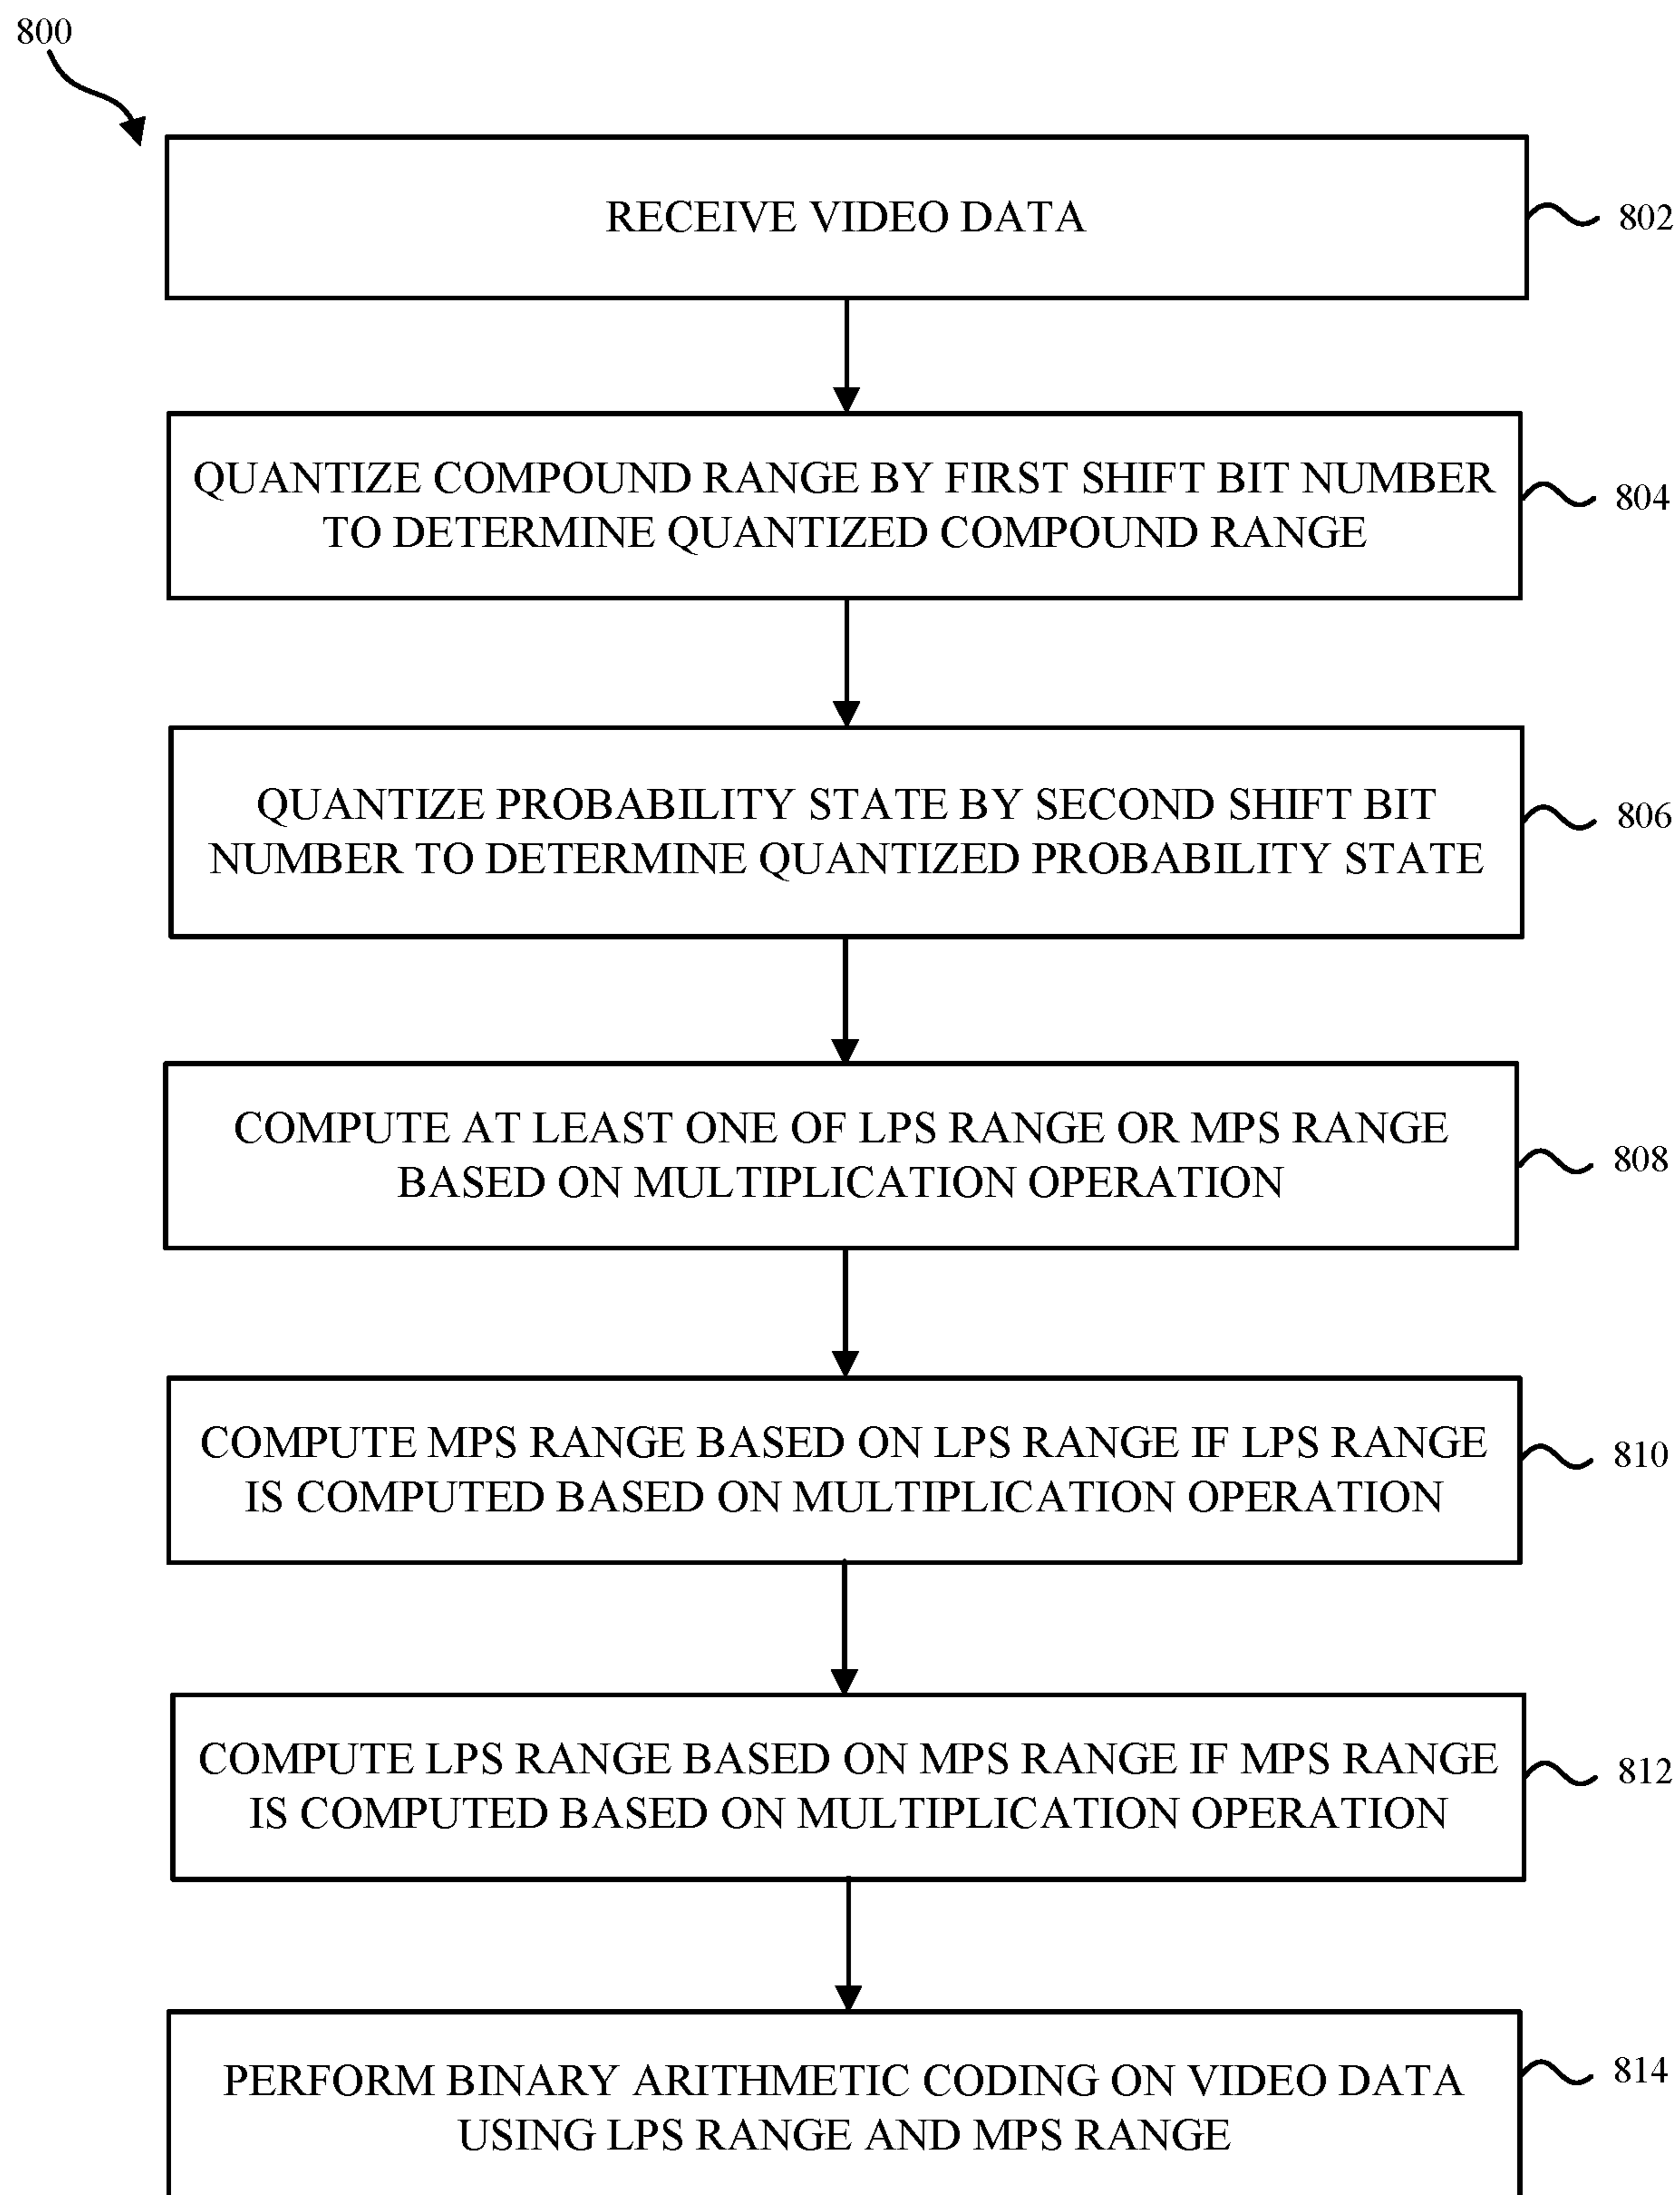 800
RECEIVE VIDEO DATA
802
QUANTIZE COMPOUND RANGE BY FIRST SHIFT BIT NUMBER
TO DETERMINE QUANTIZED COMPOUND RANGE
804
QUANTIZE PROBABILITY STATE BY SECOND SHIFT BIT
NUMBER TO DETERMINE QUANTIZED PROBABILITY STATE
806
COMPUTE AT LEAST ONE OF LPS RANGE OR MPS RANGE
BASED ON MULTIPLICATION OPERATION
808
COMPUTE MPS RANGE BASED ON LPS RANGE IF LPS RANGE
IS COMPUTED BASED ON MULTIPLICATION OPERATION
810
COMPUTE LPS RANGE BASED ON MPS RANGE IF MPS RANGE
IS COMPUTED BASED ON MULTIPLICATION OPERATION
812
PERFORM BINARY ARITHMETIC CODING ON VIDEO DATA
USING LPS RANGE AND MPS RANGE
814